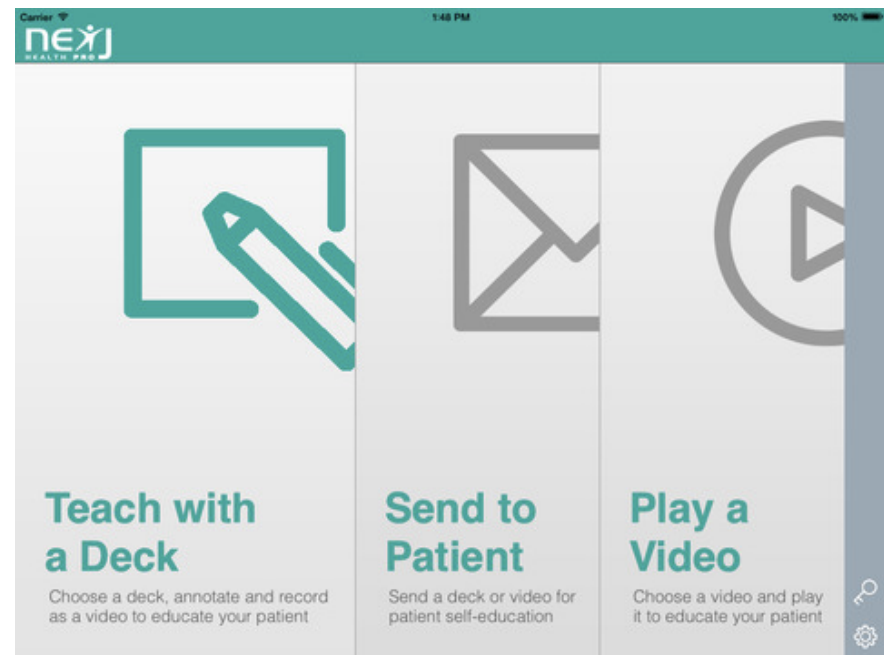 Carrier 1:48 PM 100%
NEXJ
HEALTH PRO
Teach with
a Deck
Choose a deck, annotate and record
as a video to educate your patient
Send to
Patient
Send a deck or video for
patient self-education
Play a
Video
Choose a video and play
it to educate your patient